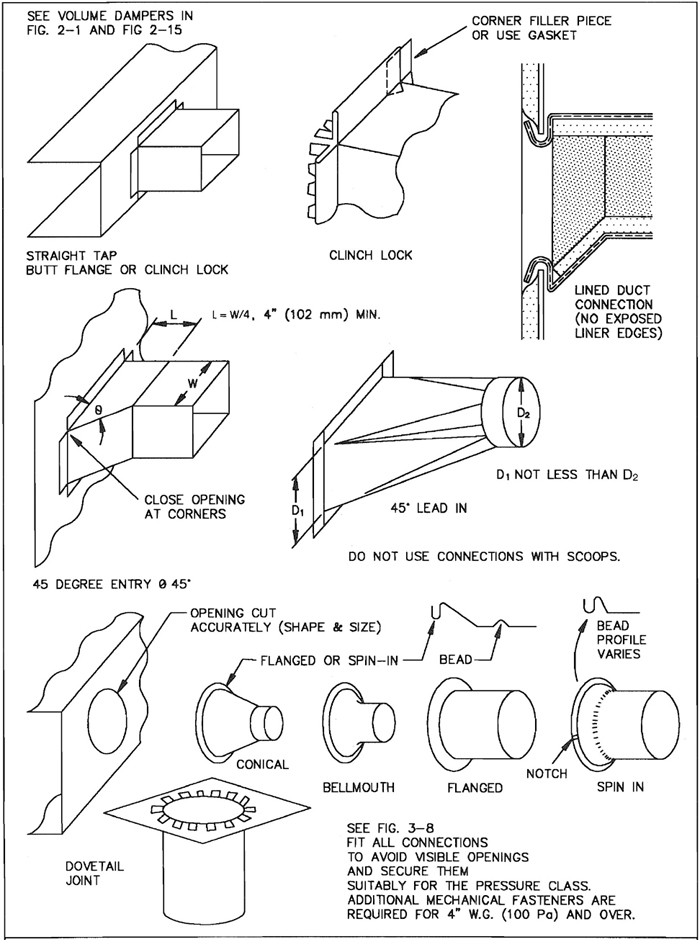 SEE VOLUME DAMPERS IN
FIG. 2-1 AND FIG 2-15
CORNER FILLER PIECE
OR USE GASKET
STRAIGHT TAP
BUTT FLANGE OR CLINCH LOCK
CLINCH LOCK
LINED DUCT
CONNECTION
(NO EXPOSED
LINER EDGES)
L
L=W/4, 4" (102 mm) MIN.
W
θ
CLOSE OPENING
AT CORNERS
45 DEGREE ENTRY θ 45°
D₂
D₁
D₁ NOT LESS THAN D₂
45° LEAD IN
DO NOT USE CONNECTIONS WITH SCOOPS.
OPENING CUT
ACCURATELY (SHAPE & SIZE)
FLANGED OR SPIN-IN
BEAD
BEAD
PROFILE
VARIES
CONICAL
BELLMOUTH
FLANGED
NOTCH
SPIN IN
DOVETAIL
JOINT
SEE FIG. 3-8
FIT ALL CONNECTIONS
TO AVOID VISIBLE OPENINGS
AND SECURE THEM
SUITABLY FOR THE PRESSURE CLASS.
ADDITIONAL MECHANICAL FASTENERS ARE
REQUIRED FOR 4" W.G. (100 Pa) AND OVER.